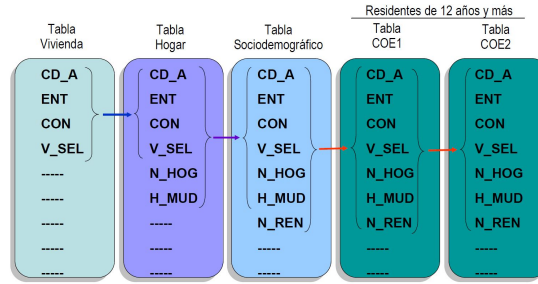 Residentes de 12 años y más
Tabla
Vivienda
Tabla
Hogar
Tabla
Sociodemográfico
Tabla
COE1
Tabla
COE2
CD_A
ENT
CON
V_SEL
-----
-----
-----
-----
-----
CD_A
ENT
CON
V_SEL
N_HOG
H_MUD
-----
-----
-----
CD_A
ENT
CON
V_SEL
N_HOG
H_MUD
N_REN
-----
-----
CD_A
ENT
CON
V_SEL
N_HOG
H_MUD
N_REN
-----
-----
CD_A
ENT
CON
V_SEL
N_HOG
H_MUD
N_REN
-----
-----